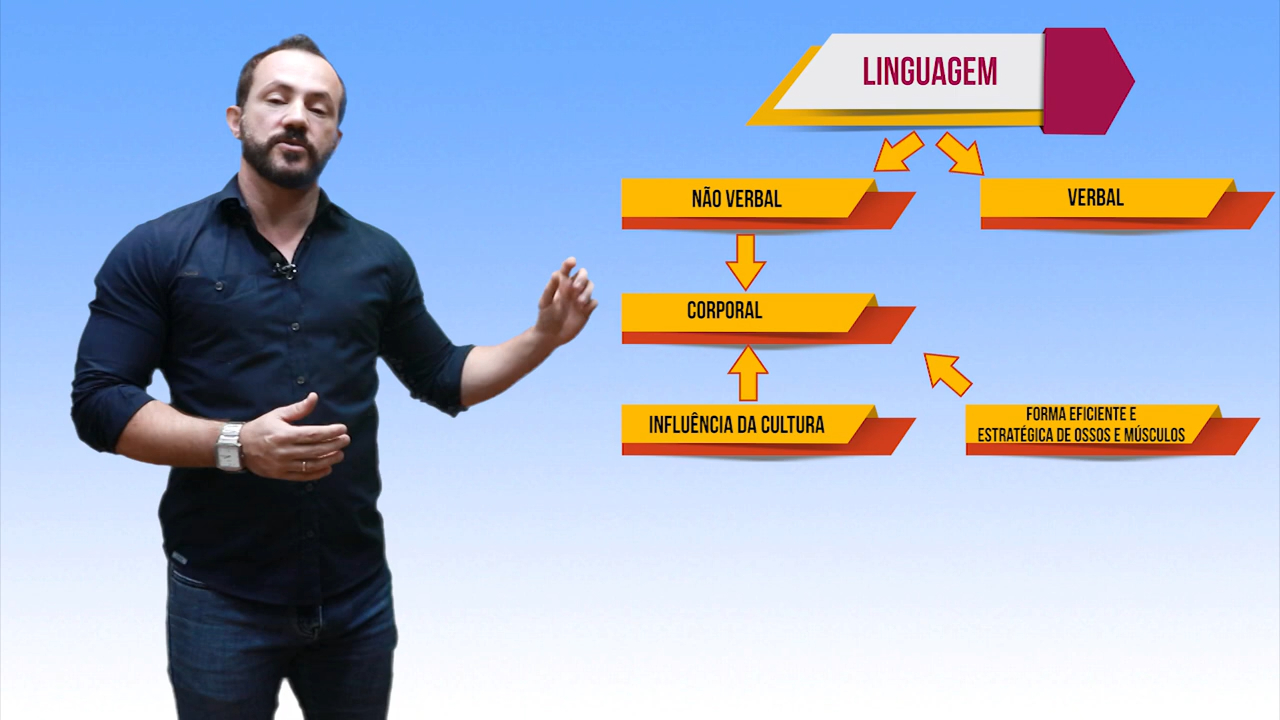 LINGUAGEM
NÃO VERBAL
VERBAL
CORPORAL
INFLUÊNCIA DA CULTURA
FORMA EFICIENTE E
ESTRATÉGICA DE OSSOS E MÚSCULOS